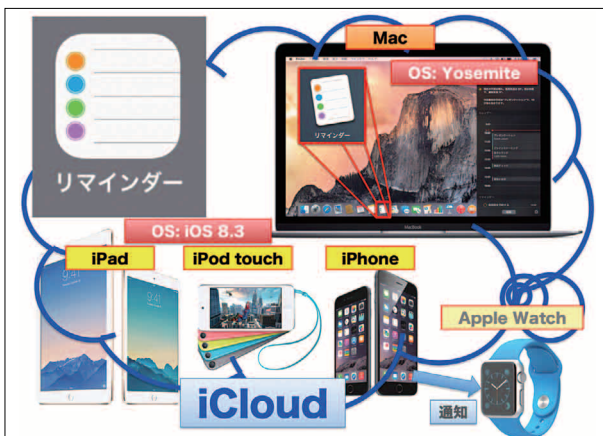 Mac
OS: Yosemite
リマインダー
リマインダー
OS: iOS 8.3
iPad
iPod touch
iPhone
Apple Watch
iCloud
通知
MacBook